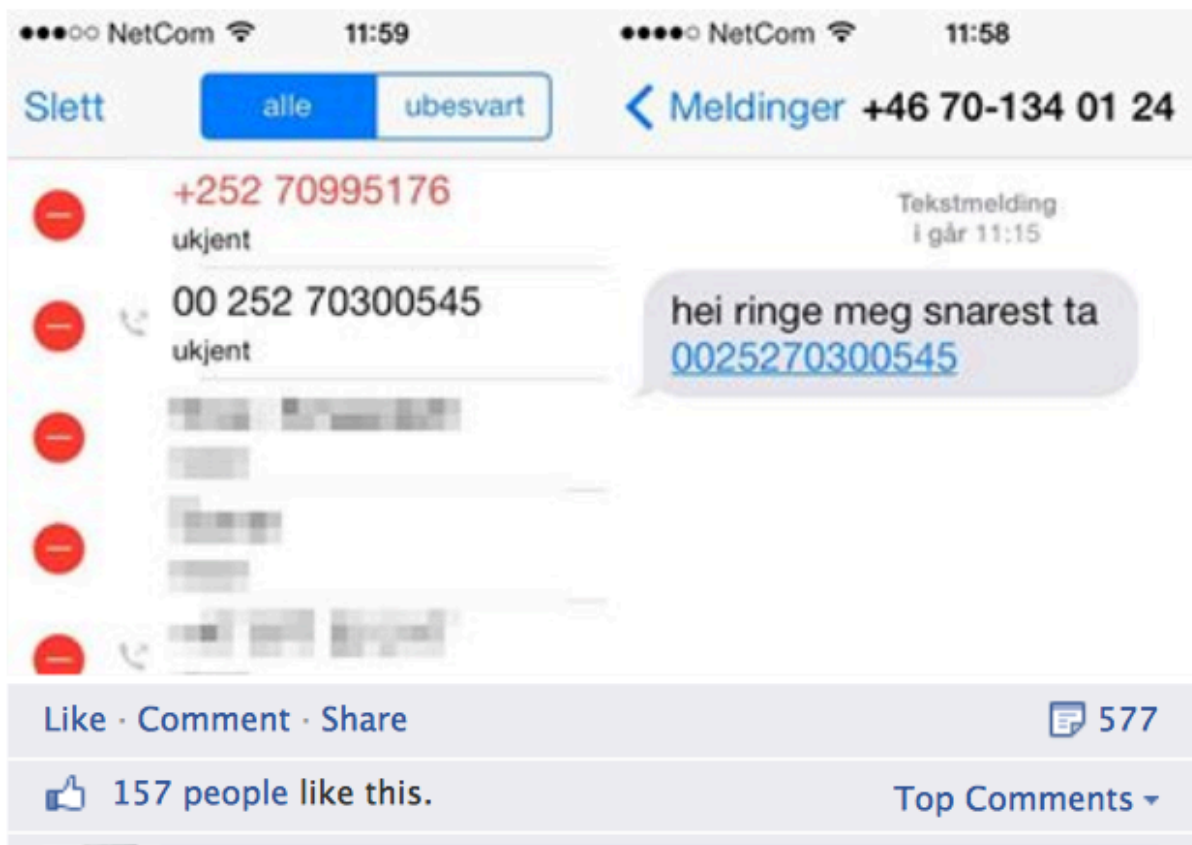 NetCom 11:59
Slett alle ubesvart
+252 70995176
ukjent
00 252 70300545
ukjent
NetCom 11:58
Meldinger +46 70-134 01 24
Tekstmelding
i går 11:15
hei ringe meg snarest ta
0025270300545
Like · Comment · Share 577
157 people like this. Top Comments